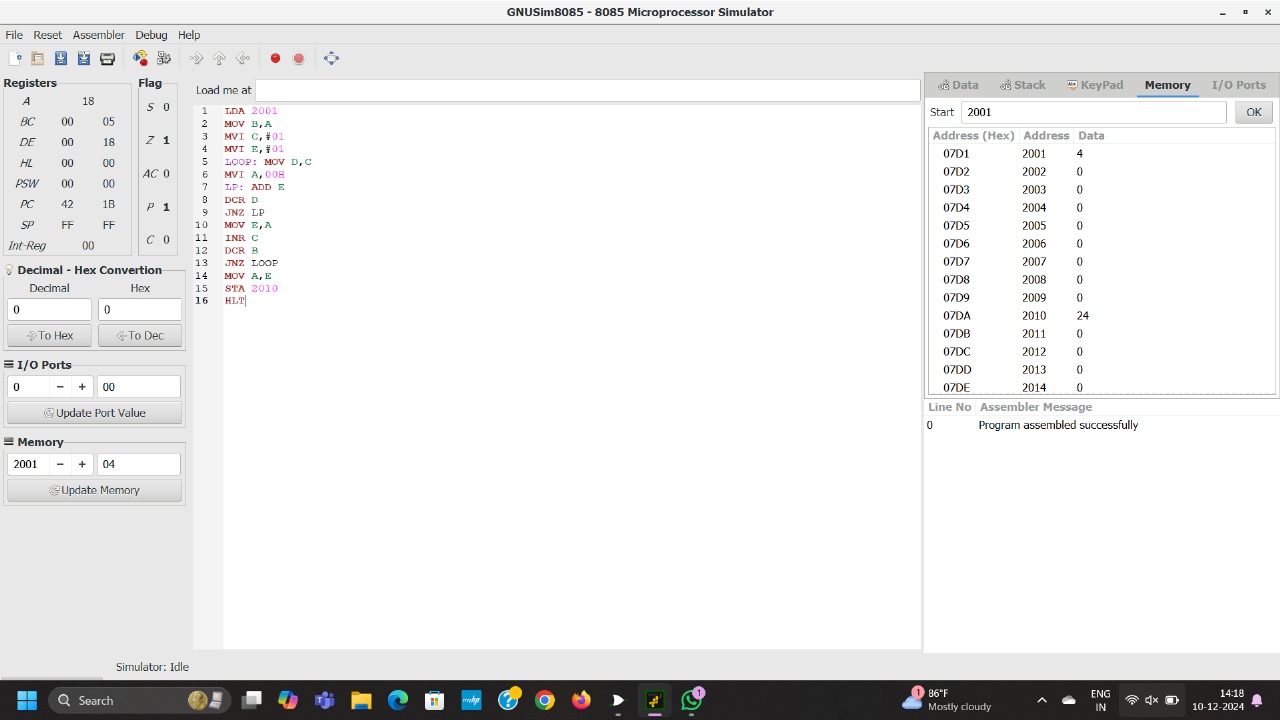 GNUSim8085 - 8085 Microprocessor Simulator
File Reset Assembler Debug Help
Registers
A 18
BC 00 05
DE 00 18
HL 00 00
PSW 00 00
PC 42 1B
SP FF FF
Int-Reg 00
Flag
S 0
Z 1
AC 0
P 1
C 0
Decimal - Hex Convertion
Decimal Hex
0 0
To Hex To Dec
I/O Ports
0 − + 00
Update Port Value
Memory
2001 − + 04
Update Memory
Load me at
1 LDA 2001
2 MOV B,A
3 MVI C,#01
4 MVI E,#01
5 LOOP: MOV D,C
6 MVI A,00H
7 LP: ADD E
8 DCR D
9 JNZ LP
10 MOV E,A
11 INR C
12 DCR B
13 JNZ LOOP
14 MOV A,E
15 STA 2010
16 HLT
Data Stack KeyPad Memory I/O Ports
Start 2001 OK
Address (Hex) Address Data
07D1 2001 4
07D2 2002 0
07D3 2003 0
07D4 2004 0
07D5 2005 0
07D6 2006 0
07D7 2007 0
07D8 2008 0
07D9 2009 0
07DA 2010 24
07DB 2011 0
07DC 2012 0
07DD 2013 0
07DE 2014 0
Line No Assembler Message
0 Program assembled successfully
Simulator: Idle
Search
1
1
86°F
Mostly cloudy
ENG
IN
14:18
10-12-2024